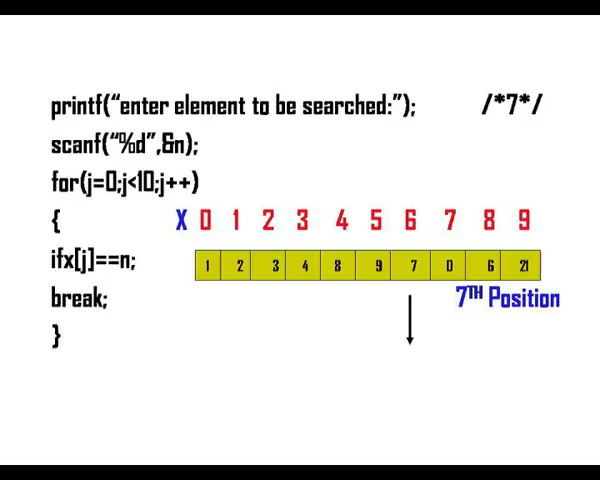 printf(“enter element to be searched:”); /*7*/
scanf(“%d”,&n);
for(j=0;j<10;j++)
{ X 0 1 2 3 4 5 6 7 8 9
ifx[j]==n; 1 2 3 4 8 9 7 0 6 21
break; 7TH Position
}